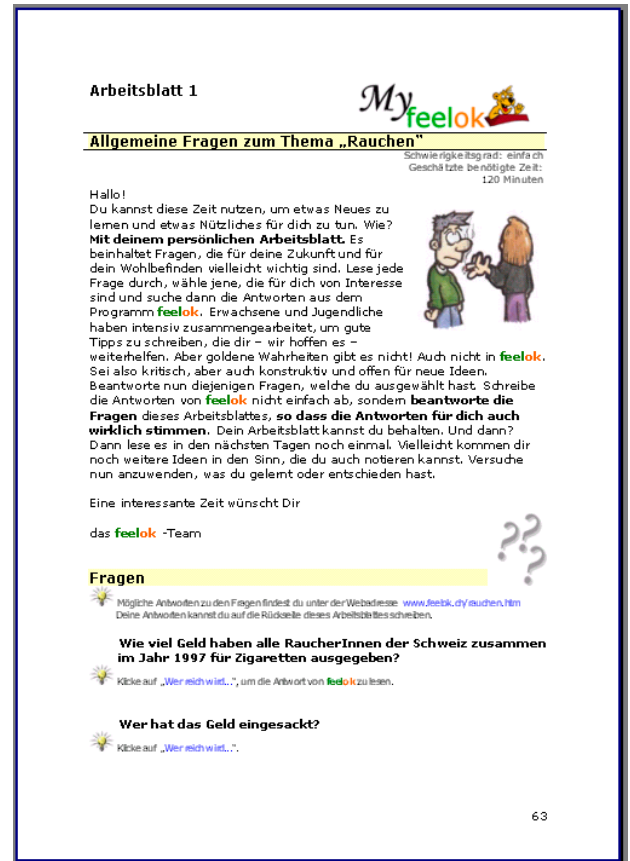 Arbeitsblatt 1
My
feelok
Allgemeine Fragen zum Thema „Rauchen“
Schwierigkeitsgrad: einfach
Geschätzte benötigte Zeit:
120 Minuten
Hallo!
Du kannst diese Zeit nutzen, um etwas Neues zu
lernen und etwas Nützliches für dich zu tun. Wie?
Mit deinem persönlichen Arbeitsblatt. Es
beinhaltet Fragen, die für deine Zukunft und für
dein Wohlbefinden vielleicht wichtig sind. Lese jede
Frage durch, wähle jene, die für dich von Interesse
sind und suche dann die Antworten aus dem
Programm feelok. Erwachsene und Jugendliche
haben intensiv zusammengearbeitet, um gute
Tipps zu schreiben, die dir – wir hoffen es –
weiterhelfen. Aber goldene Wahrheiten gibt es nicht! Auch nicht in feelok.
Sei also kritisch, aber auch konstruktiv und offen für neue Ideen.
Beantworte nun diejenigen Fragen, welche du ausgewählt hast. Schreibe
die Antworten von feelok nicht einfach ab, sondern beantworte die
Fragen dieses Arbeitsblattes, so dass die Antworten für dich auch
wirklich stimmen. Dein Arbeitsblatt kannst du behalten. Und dann?
Dann lese es in den nächsten Tagen noch einmal. Vielleicht kommen dir
noch weitere Ideen in den Sinn, die du auch notieren kannst. Versuche
nun anzuwenden, was du gelernt oder entschieden hast.
Eine interessante Zeit wünscht Dir
das feelok -Team
???
Fragen
Mögliche Antworten zu den Fragen findest du unter der Webadresse www.feelok.ch/rauchen.htm
Deine Antworten kannst du auf die Rückseite dieses Arbeitsblattes schreiben.
Wie viel Geld haben alle RaucherInnen der Schweiz zusammen
im Jahr 1997 für Zigaretten ausgegeben?
Klicke auf „Wer reich wird...“, um die Antwort von feelok zu lesen.
Wer hat das Geld eingesackt?
Klicke auf „Wer reich wird...“.
63